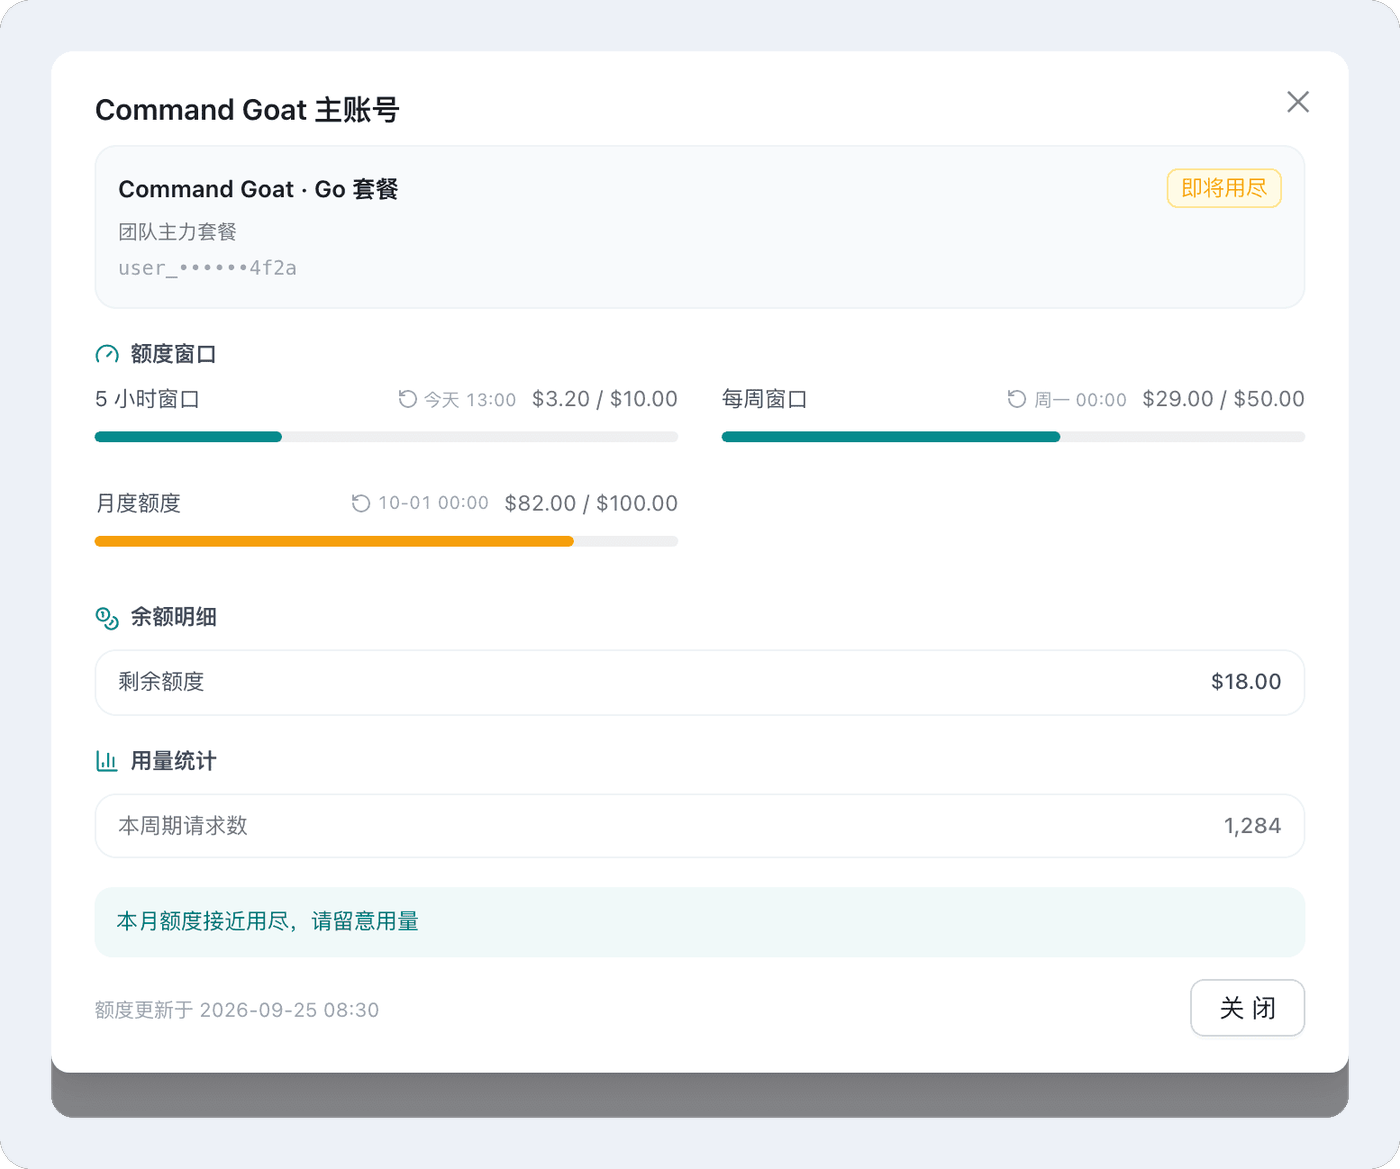 Command Goat 主账号
Command Goat · Go 套餐
即将用尽
团队主力套餐
user_••••••4f2a
额度窗口
5 小时窗口 今天 13:00 $3.20 / $10.00
每周窗口 周一 00:00 $29.00 / $50.00
月度额度 10-01 00:00 $82.00 / $100.00
余额明细
剩余额度 $18.00
用量统计
本周期请求数 1,284
本月额度接近用尽，请留意用量
额度更新于 2026-09-25 08:30
关 闭